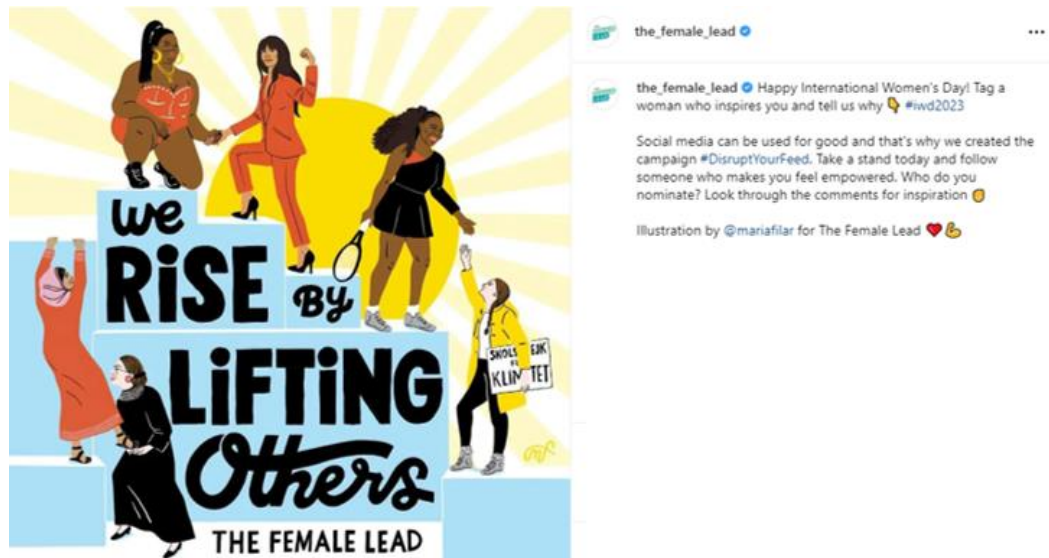 we
RiSE BY
LiFTiNG
Others
THE FEMALE LEAD
SKOLS EJK
KLIM TET
the_female_lead
the_female_lead Happy International Women's Day! Tag a
woman who inspires you and tell us why 👇 #iwd2023
Social media can be used for good and that's why we created the
campaign #DisruptYourFeed. Take a stand today and follow
someone who makes you feel empowered. Who do you
nominate? Look through the comments for inspiration ✊
Illustration by @mariafilar for The Female Lead ❤️💪